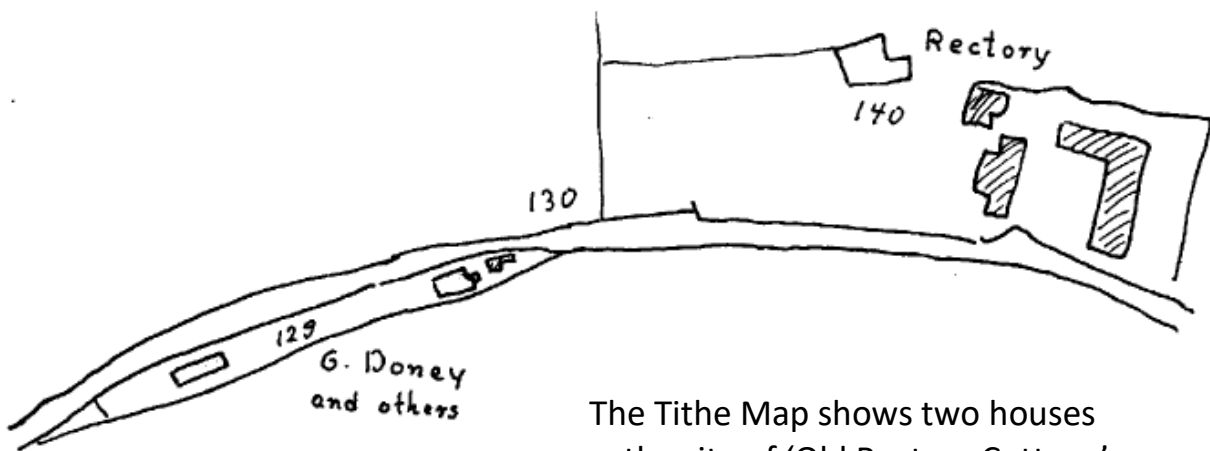 Rectory
140
130
129
G. Doney
and others
The Tithe Map shows two houses